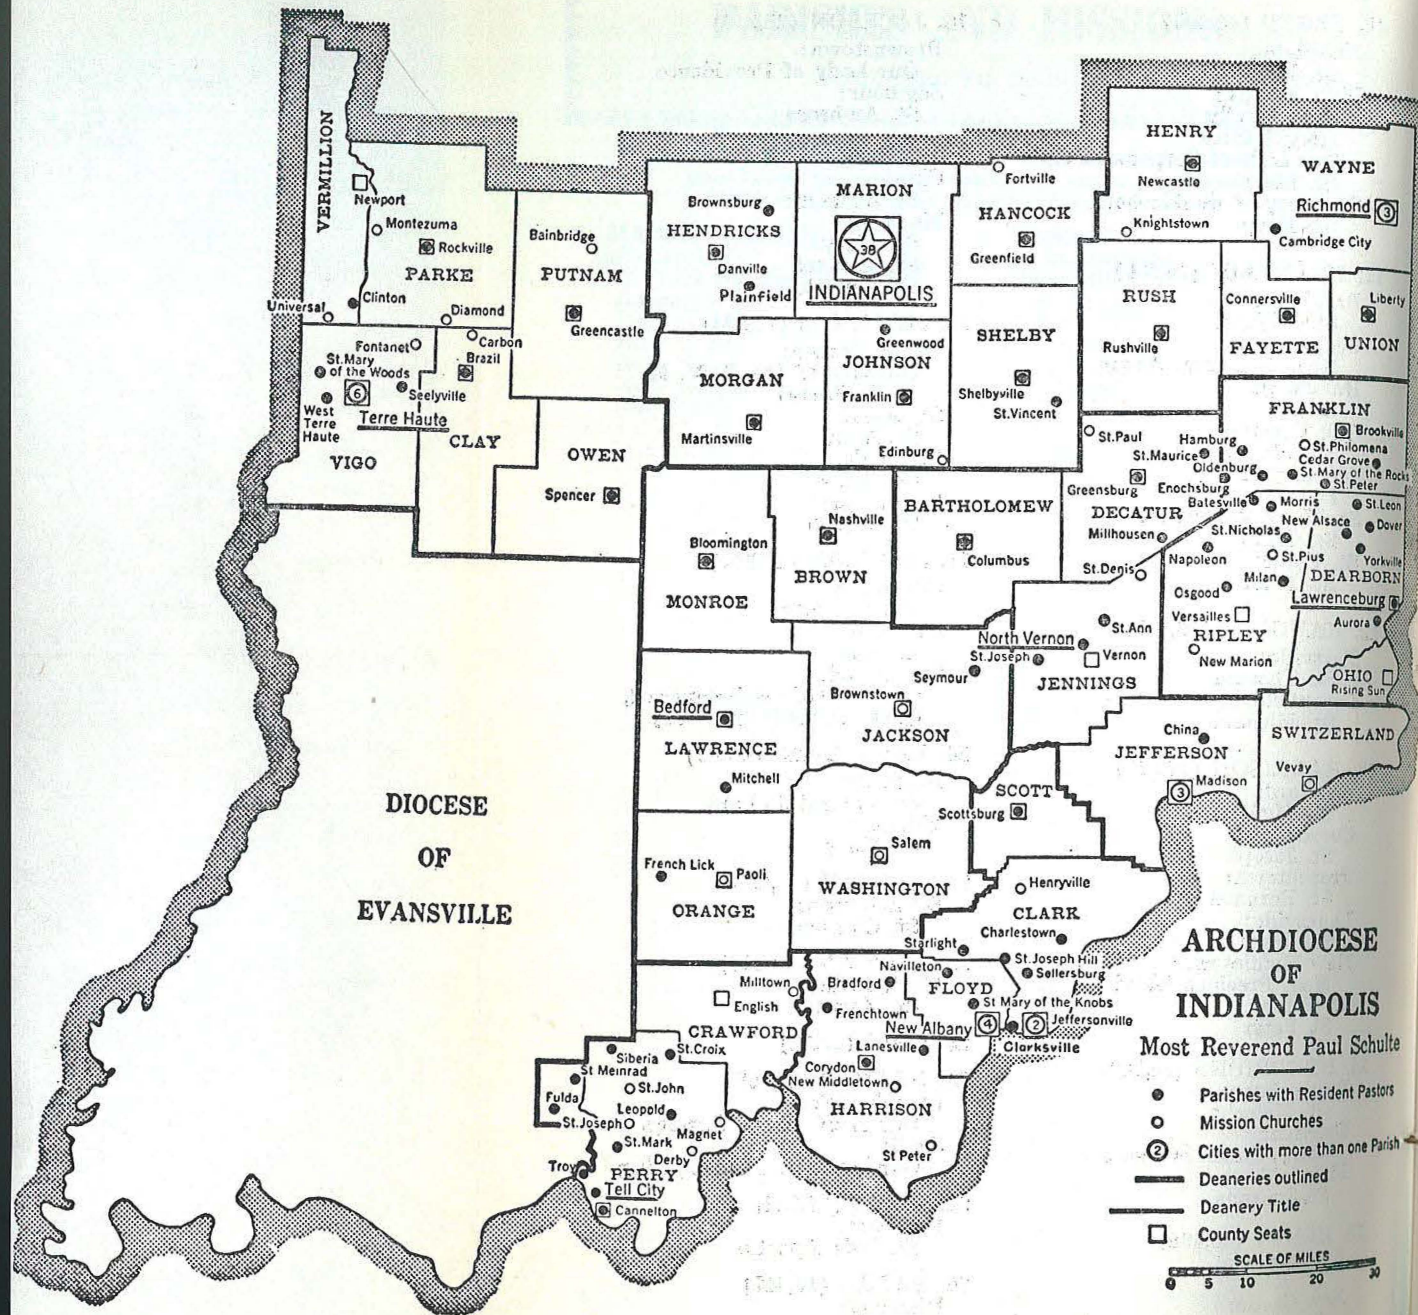 VERMILLION
Newport
Montezuma
Rockville
PARKE
Clinton
Universal
Diamond
Bainbridge
PUTNAM
Greencastle
Brownsburg
HENDRICKS
Danville
Plainfield
MARION
38
INDIANAPOLIS
Fortville
HANCOCK
Greenfield
HENRY
Newcastle
Knightstown
WAYNE
Richmond
3
Cambridge City
RUSH
Rushville
Connersville
FAYETTE
Liberty
UNION
Fontanet
St.Mary
of the Woods
6
Seelyville
West
Terre
Haute
Terre Haute
VIGO
Carbon
Brazil
CLAY
OWEN
Spencer
MORGAN
Martinsville
Greenwood
JOHNSON
Franklin
Edinburg
SHELBY
Shelbyville
St.Vincent
FRANKLIN
Brookville
St.Philomena
Cedar Grove
St.Mary of the Rocks
St.Peter
Hamburg
St.Maurice
Oldenburg
Enochsburg
Batesville
St.Paul
Greensburg
DECATUR
Millhousen
St.Denis
Morris
St.Leon
New Alsace
Dover
St.Nicholas
Yorkville
St.Pius
DEARBORN
Napoleon
Milan
Osgood
Lawrenceburg
Versailles
Aurora
RIPLEY
New Marion
OHIO
Rising Sun
Bloomington
MONROE
Nashville
BROWN
BARTHOLOMEW
Columbus
North Vernon
St.Ann
St.Joseph
Vernon
JENNINGS
Seymour
Brownstown
JACKSON
Bedford
LAWRENCE
Mitchell
China
JEFFERSON
3
Madison
SWITZERLAND
Vevay
SCOTT
Scottsburg
DIOCESE
OF
EVANSVILLE
French Lick
Paoli
ORANGE
Salem
WASHINGTON
Henryville
CLARK
Charlestown
Starlight
St.Joseph Hill
Sellersburg
Navilleton
FLOYD
St Mary of the Knobs
New Albany
4
2
Jeffersonville
Clarksville
Milltown
English
CRAWFORD
Bradford
Frenchtown
Lanesville
Corydon
New Middletown
HARRISON
St Peter
Siberia
St.Croix
St Meinrad
St.John
Fulda
Leopold
St.Joseph
Magnet
St.Mark
Derby
Troy
PERRY
Tell City
Cannelton
ARCHDIOCESE
OF
INDIANAPOLIS
Most Reverend Paul Schulte
Parishes with Resident Pastors
Mission Churches
2 Cities with more than one Parish
Deaneries outlined
Deanery Title
County Seats
SCALE OF MILES
0 5 10 20 30